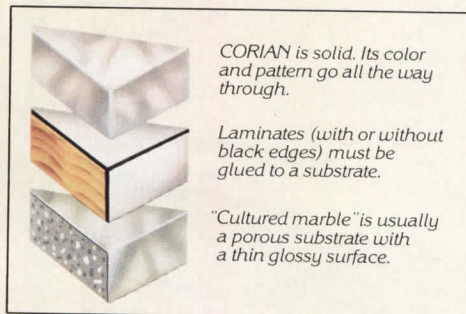 CORIAN is solid. Its color
and pattern go all the way
through.
Laminates (with or without
black edges) must be
glued to a substrate.
"Cultured marble" is usually
a porous substrate with
a thin glossy surface.